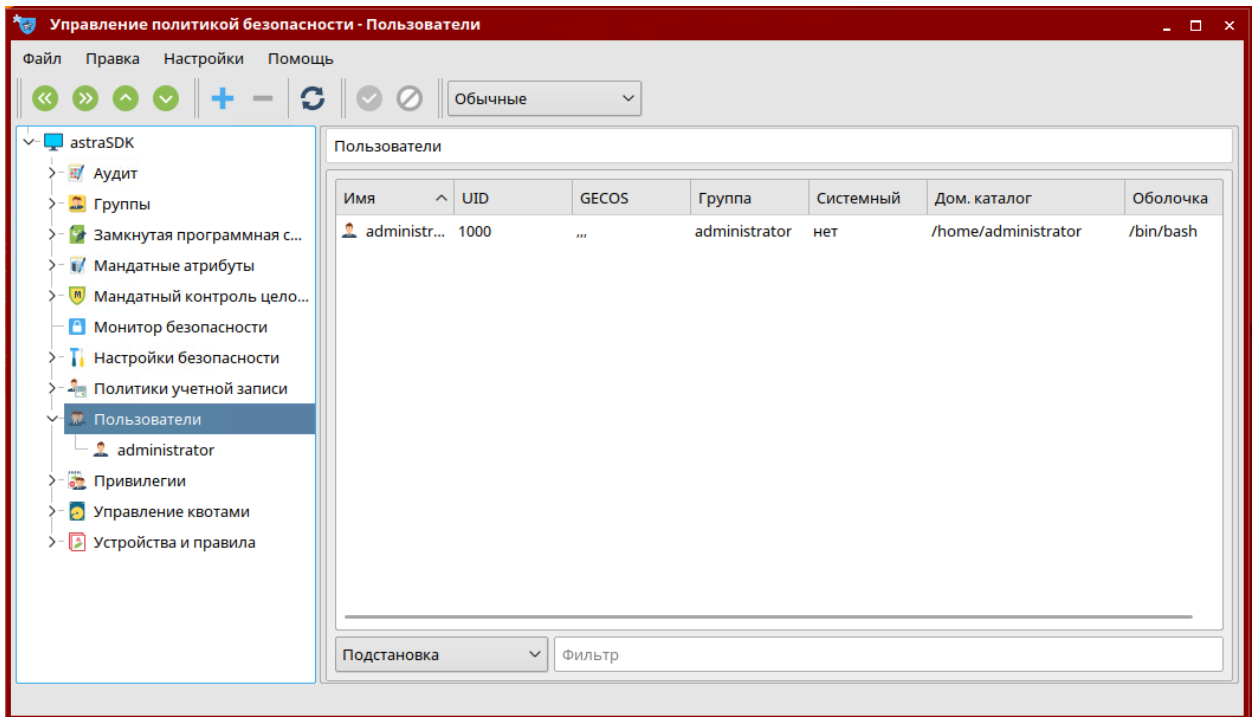 Управление политикой безопасности - Пользователи
Файл Правка Настройки Помощь
Обычные
astraSDK
Аудит
Группы
Замкнутая программная с...
Мандатные атрибуты
Мандатный контроль цело...
Монитор безопасности
Настройки безопасности
Политики учетной записи
Пользователи
administrator
Привилегии
Управление квотами
Устройства и правила
Пользователи
Имя UID GECOS Группа Системный Дом. каталог Оболочка
administr... 1000 ,,, administrator нет /home/administrator /bin/bash
Подстановка Фильтр